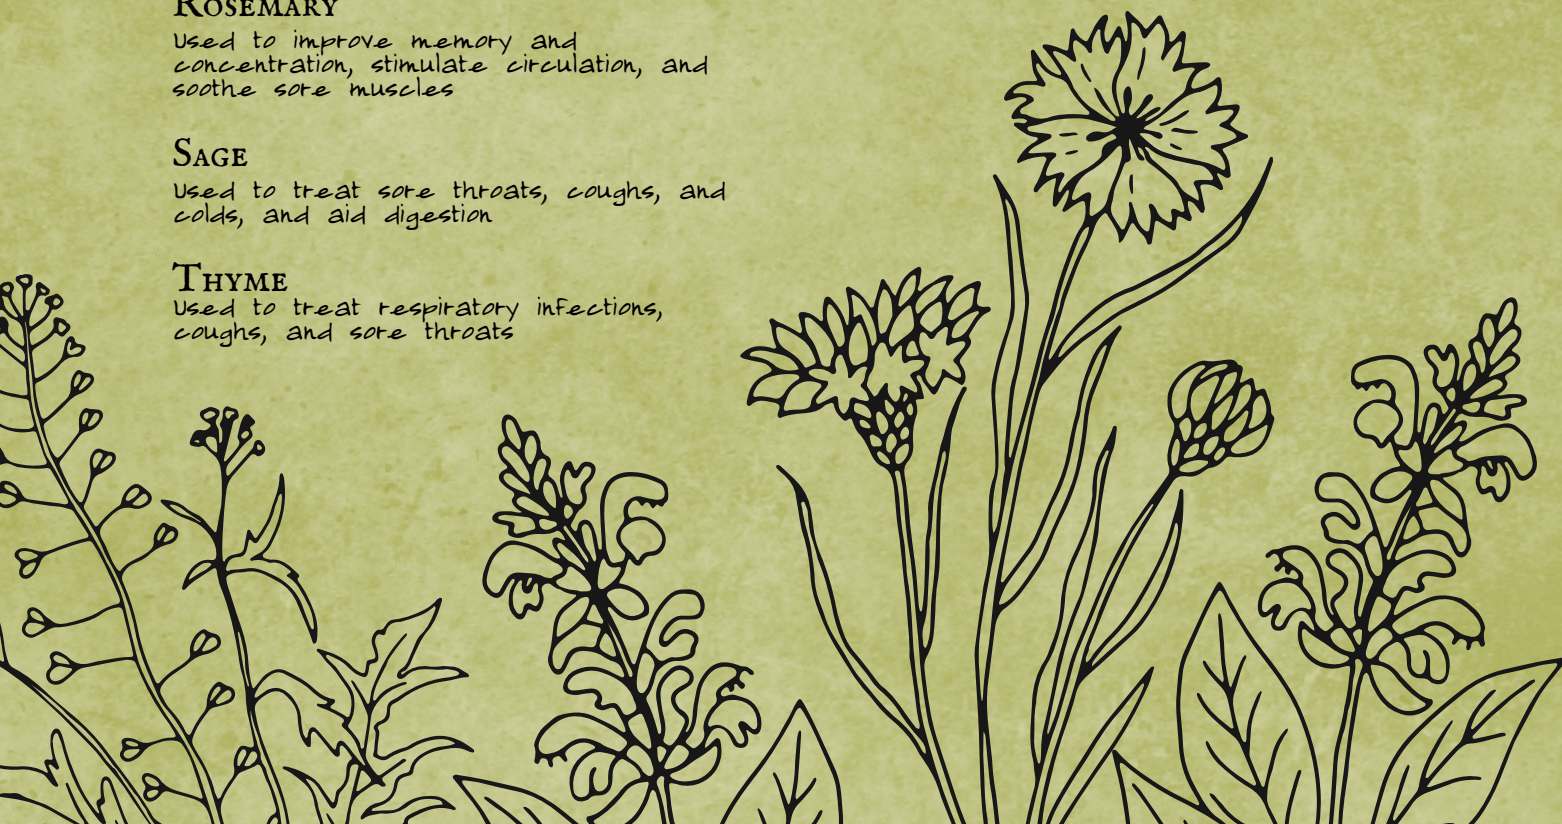 Rosemary
Used to improve memory and
concentration, stimulate circulation, and
soothe sore muscles
Sage
Used to treat sore throats, coughs, and
colds, and aid digestion
Thyme
Used to treat respiratory infections,
coughs, and sore throats